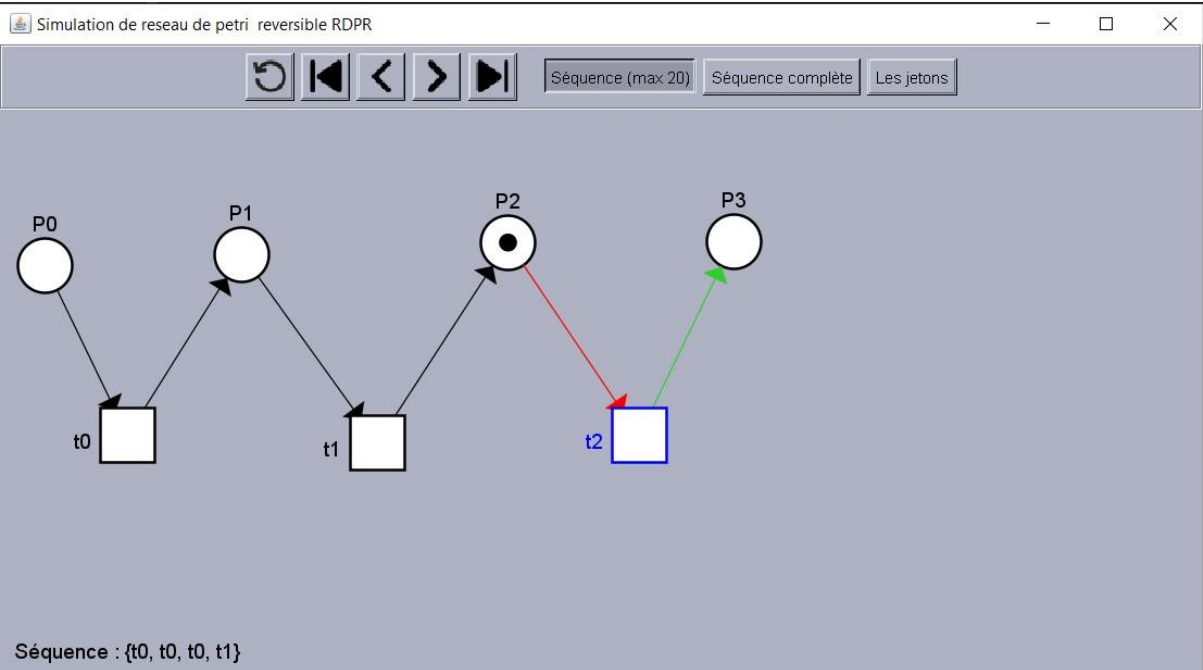 Simulation de reseau de petri reversible RDPR
Séquence (max 20) Séquence complète Les jetons
P0 P1 P2 P3
t0 t1 t2
Séquence : {t0, t0, t0, t1}